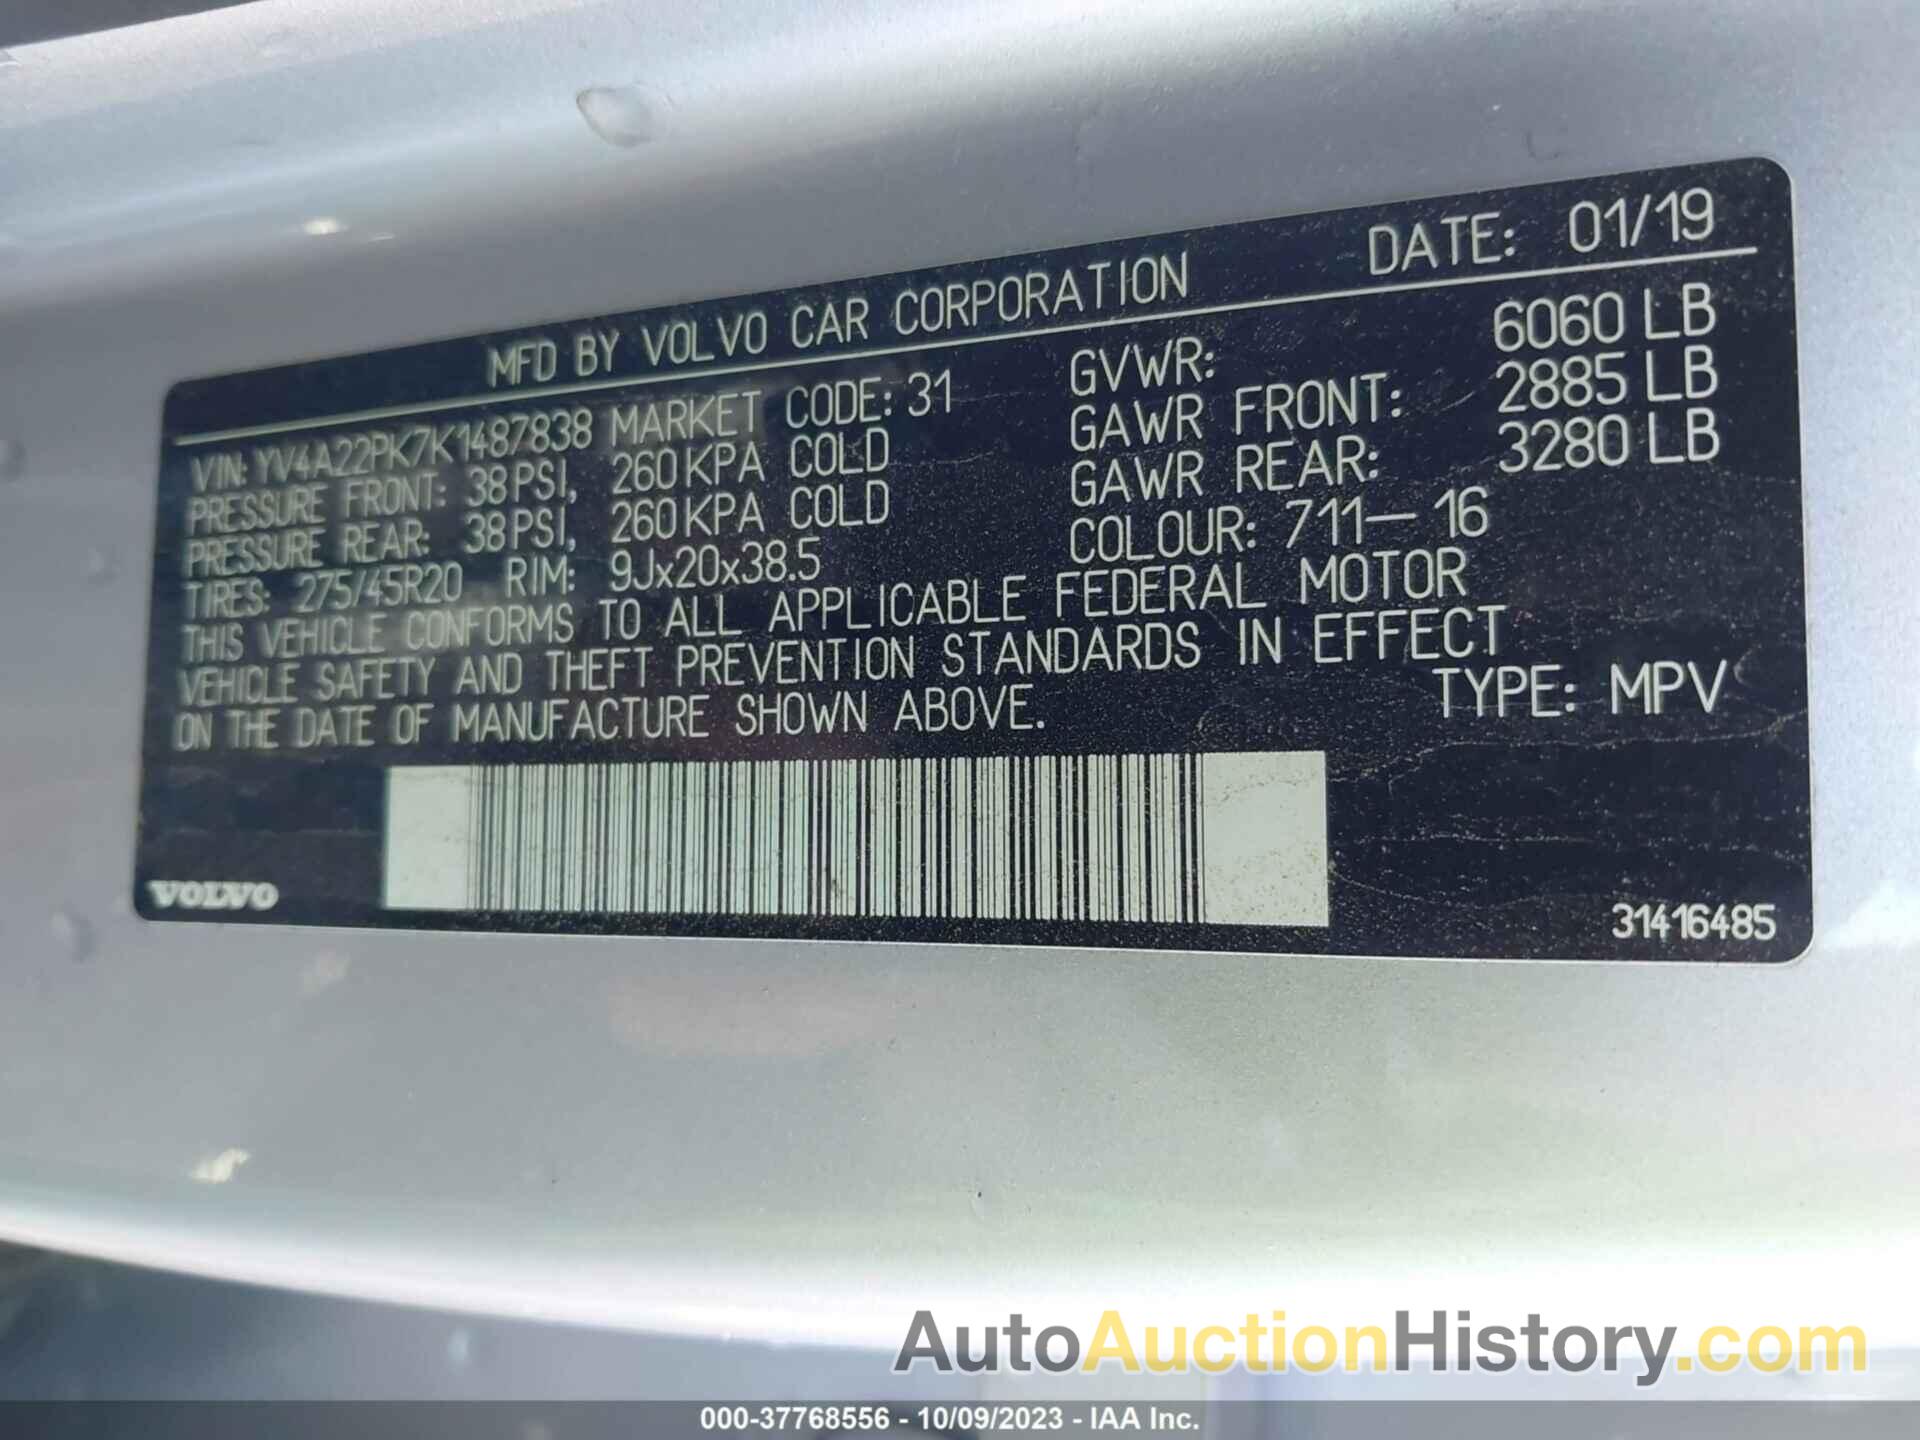 MFD BY VOLVO CAR CORPORATION DATE: 01/19
VIN: YV4A22PK7K1487838 MARKET CODE: 31 GVWR: 6060 LB
PRESSURE FRONT: 38 PSI, 260 KPA COLD GAWR FRONT: 2885 LB
PRESSURE REAR: 38 PSI, 260 KPA COLD GAWR REAR: 3280 LB
TIRES: 275/45R20 RIM: 9Jx20x38.5 COLOUR: 711-16
THIS VEHICLE CONFORMS TO ALL APPLICABLE FEDERAL MOTOR
VEHICLE SAFETY AND THEFT PREVENTION STANDARDS IN EFFECT
ON THE DATE OF MANUFACTURE SHOWN ABOVE. TYPE: MPV
VOLVO
31416485
AutoAuctionHistory.com
000-37768556 - 10/09/2023 - IAA Inc.